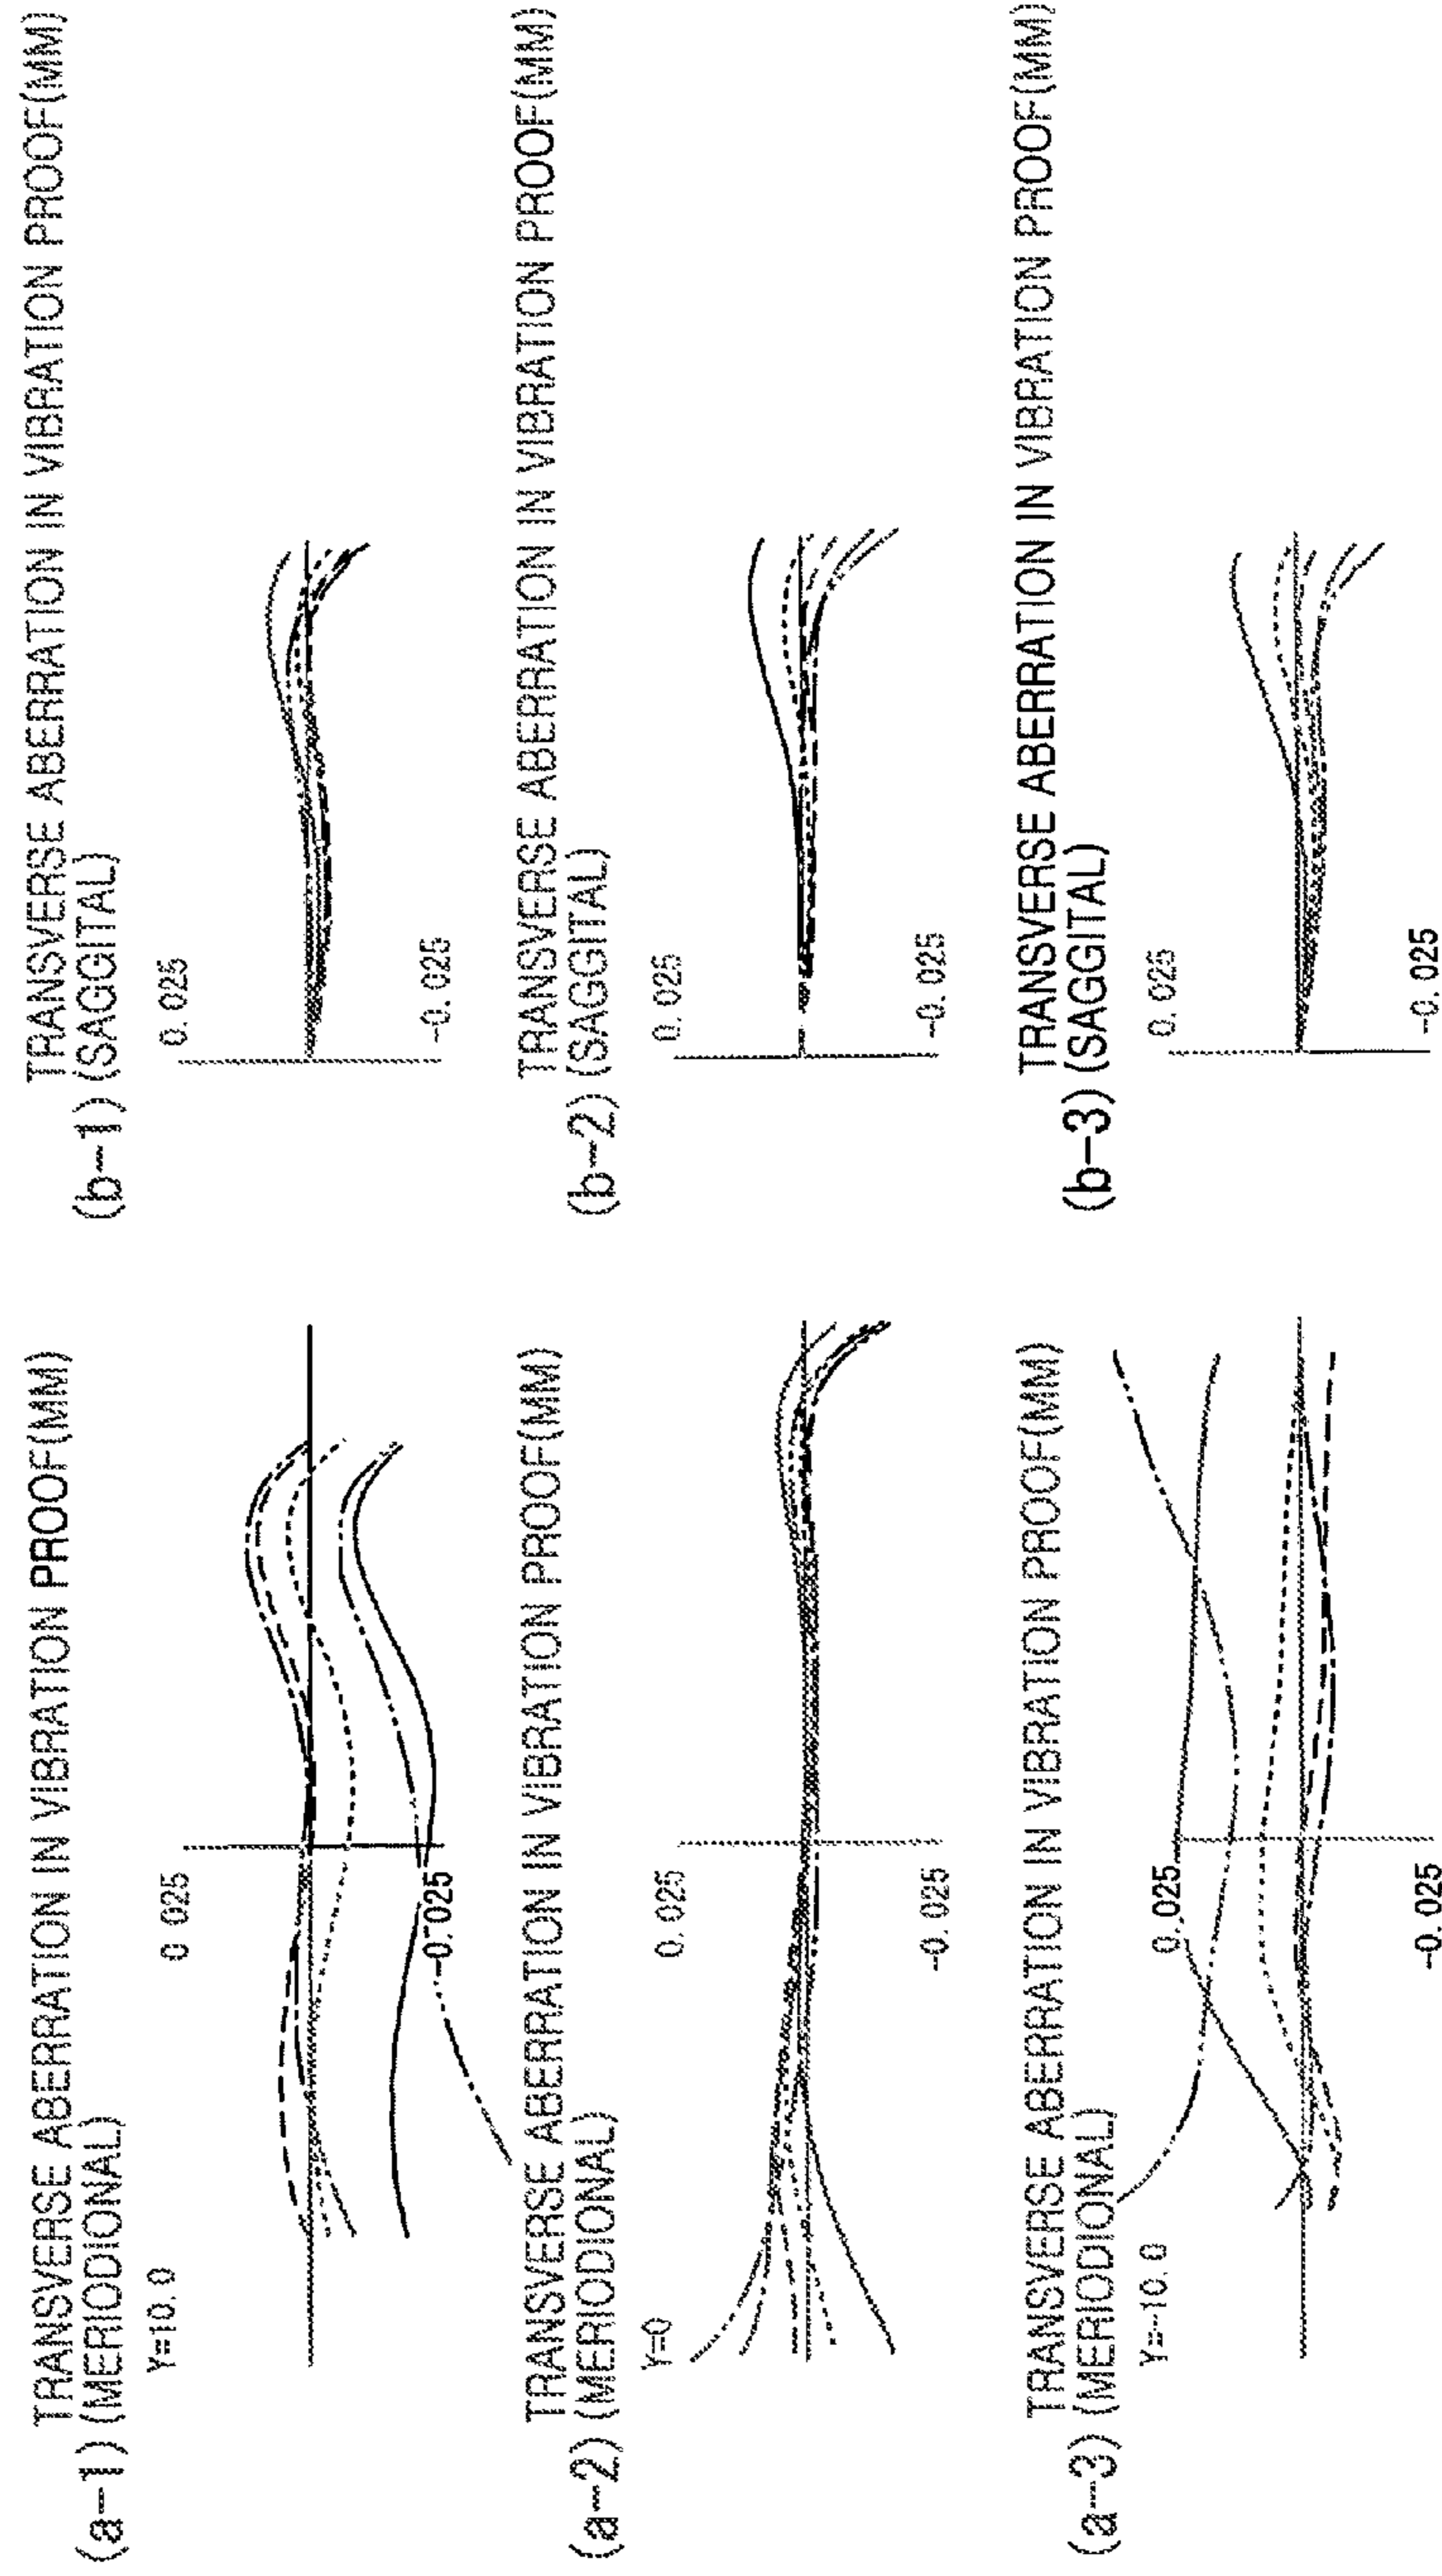 TRANSVERSE ABERRATION IN VIBRATION PROOF(MM)
(a-1) (MERIODIONAL)
Y=10.0
0 025
-0.025
TRANSVERSE ABERRATION IN VIBRATION PROOF(MM)
(b-1) (SAGGITAL)
0.025
-0.025
TRANSVERSE ABERRATION IN VIBRATION PROOF(MM)
(a-2) (MERIODIONAL)
Y=0
0.025
-0.025
TRANSVERSE ABERRATION IN VIBRATION PROOF(MM)
(b-2) (SAGGITAL)
0.025
-0.025
TRANSVERSE ABERRATION IN VIBRATION PROOF(MM)
(a-3) (MERIODIONAL)
Y=-10.0
0.025
-0.025
TRANSVERSE ABERRATION IN VIBRATION PROOF(MM)
(b-3) (SAGGITAL)
0.025
-0.025